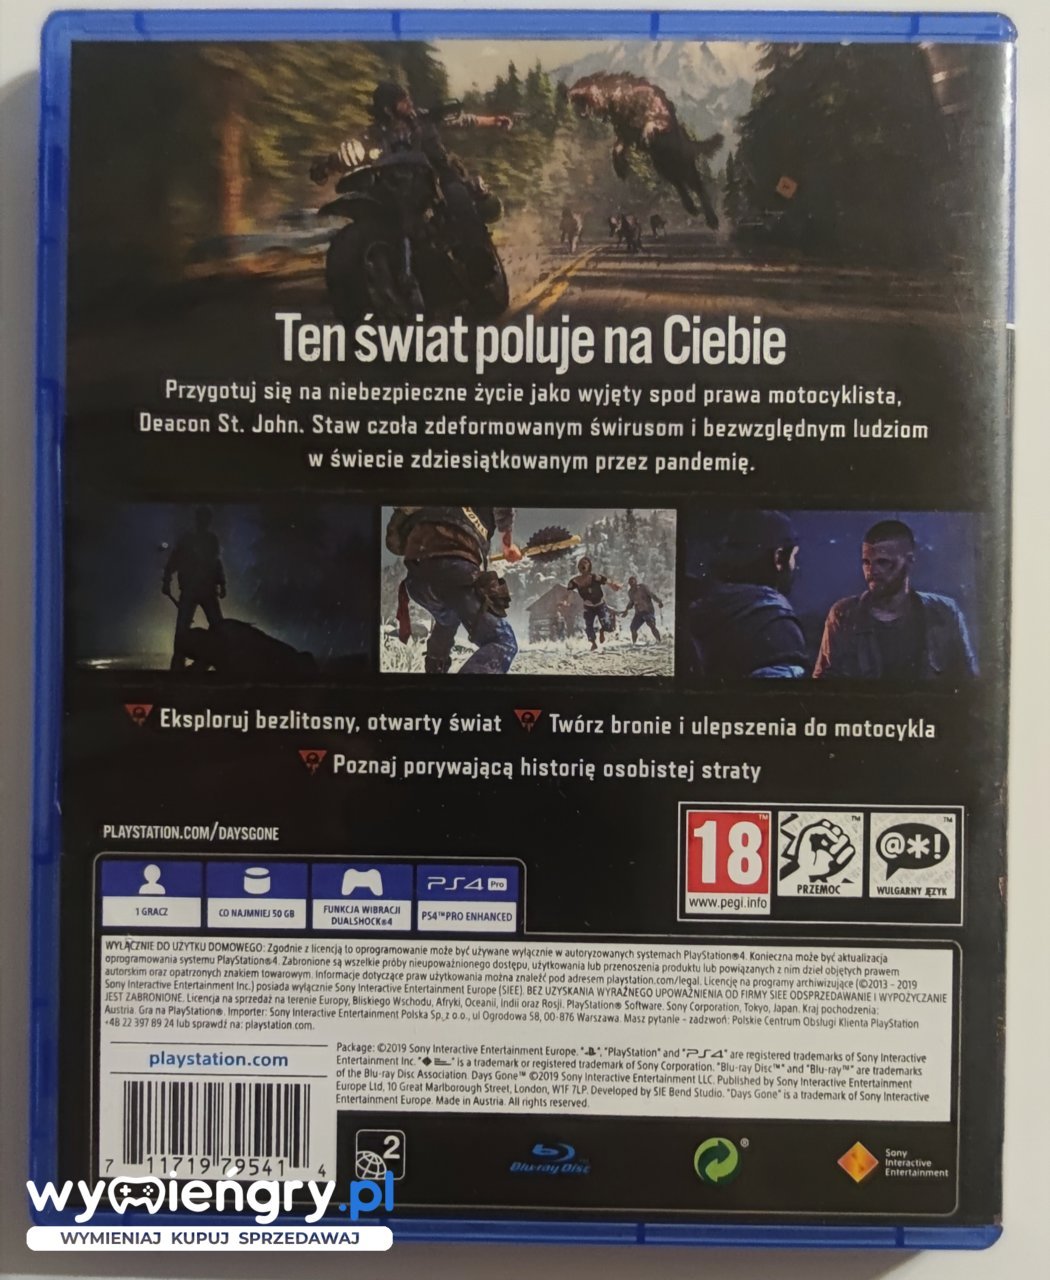 Ten świat poluje na Ciebie
Przygotuj się na niebezpieczne życie jako wyjęty spod prawa motocyklista,
Deacon St. John. Staw czoła zdeformowanym świrusom i bezwzględnym ludziom
w świecie zdziesiątkowanym przez pandemię.
Eksploruj bezlitosny, otwarty świat
Twórz bronie i ulepszenia do motocykla
Poznaj porywającą historię osobistej straty
PLAYSTATION.COM/DAYSGONE
18™
www.pegi.info
™
PRZEMOC
@*!™
WULGARNY JĘZYK
1 GRACZ
CO NAJMNIEJ 50 GB
FUNKCJA WIBRACJI
DUALSHOCK®4
PS4 Pro
PS4™PRO ENHANCED
WYŁĄCZNIE DO UŻYTKU DOMOWEGO: Zgodnie z licencją to oprogramowanie może być używane wyłącznie w autoryzowanych systemach PlayStation®4. Konieczna może być aktualizacja
oprogramowania systemu PlayStation®4. Zabronione są wszelkie próby nieupoważnionego dostępu, użytkowania lub przenoszenia produktu lub powiązanych z nim dzieł objętych prawem
autorskim oraz opatrzonych znakiem towarowym. Informacje dotyczące praw użytkowania można znaleźć pod adresem playstation.com/legal. Licencję na programy archiwizujące (©2013 - 2019
Sony Interactive Entertainment Inc.) posiada wyłącznie Sony Interactive Entertainment Europe (SIEE). BEZ UZYSKANIA WYRAŹNEGO UPOWAŻNIENIA OD FIRMY SIEE ODSPRZEDAWANIE I WYPOŻYCZANIE
JEST ZABRONIONE. Licencja na sprzedaż na terenie Europy, Bliskiego Wschodu, Afryki, Oceanii, Indii oraz Rosji. PlayStation® Software. Sony Corporation, Tokyo, Japan. Kraj pochodzenia:
Austria. Gra na PlayStation®. Importer: Sony Interactive Entertainment Polska Sp. z o.o., ul Ogrodowa 58, 00-876 Warszawa. Masz pytanie - zadzwoń: Polskie Centrum Obsługi Klienta PlayStation
+48 22 397 89 24 lub sprawdź na: playstation.com.
playstation.com
Package: ©2019 Sony Interactive Entertainment Europe. "", "PlayStation" and "PS4" are registered trademarks of Sony Interactive
Entertainment Inc. "" is a trademark or registered trademark of Sony Corporation. "Blu-ray Disc™" and "Blu-ray™" are trademarks
of the Blu-ray Disc Association. Days Gone™ ©2019 Sony Interactive Entertainment LLC. Published by Sony Interactive Entertainment
Europe Ltd, 10 Great Marlborough Street, London, W1F 7LP. Developed by SIE Bend Studio. "Days Gone" is a trademark of Sony Interactive
Entertainment Europe. Made in Austria. All rights reserved.
7 11719 79541 4
2
Blu-ray Disc
®
Sony
Interactive
Entertainment
wymieńgry.pl
WYMIENIAJ KUPUJ SPRZEDAWAJ